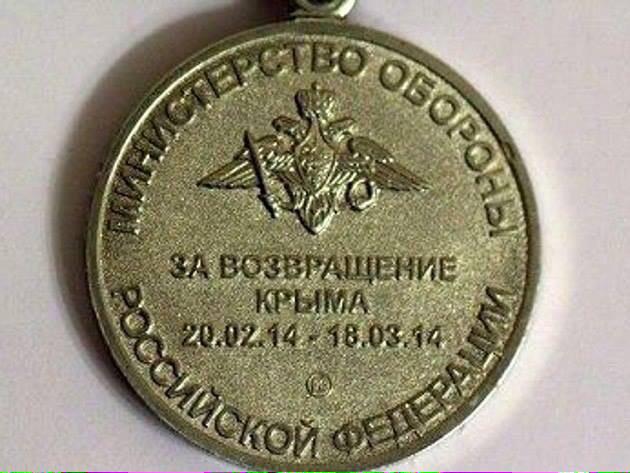 МИНИСТЕРСТВО ОБОРОНЫ
ЗА ВОЗВРАЩЕНИЕ
КРЫМА
20.02.14 - 18.03.14
РОССИЙСКОЙ ФЕДЕРАЦИИ